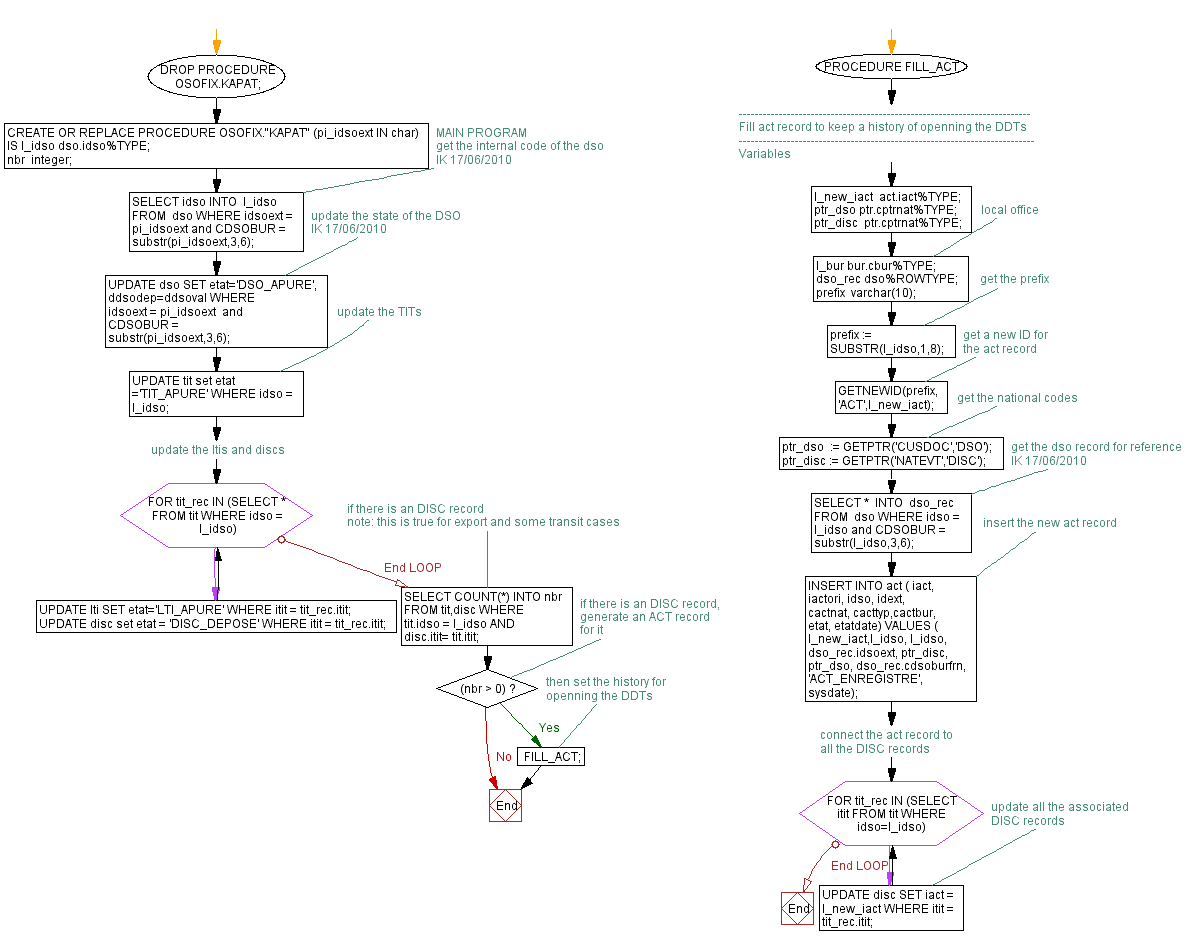 DROP PROCEDURE
OSOFIX.KAPAT;
CREATE OR REPLACE PROCEDURE OSOFIX."KAPAT" (pi_idsoext IN char)
IS l_idso dso.idso%TYPE;
nbr integer;
MAIN PROGRAM
get the internal code of the dso
IK 17/06/2010
SELECT idso INTO l_idso
FROM dso WHERE idsoext =
pi_idsoext and CDSOBUR =
substr(pi_idsoext,3,6);
update the state of the DSO
IK 17/06/2010
UPDATE dso SET etat='DSO_APURE',
ddsodep=ddsoval WHERE
idsoext = pi_idsoext and
CDSOBUR =
substr(pi_idsoext,3,6);
update the TITs
UPDATE tit set etat
='TIT_APURE' WHERE idso =
l_idso;
update the ltis and discs
FOR tit_rec IN (SELECT *
FROM tit WHERE idso =
l_idso)
if there is an DISC record
note: this is true for export and some transit cases
End LOOP
UPDATE lti SET etat='LTI_APURE' WHERE itit = tit_rec.itit;
UPDATE disc set etat = 'DISC_DEPOSE' WHERE itit = tit_rec.itit;
SELECT COUNT(*) INTO nbr
FROM tit,disc WHERE
tit.idso = l_idso AND
disc.itit= tit.itit;
if there is an DISC record,
generate an ACT record
for it
(nbr > 0) ?
then set the history for
openning the DDTs
Yes
No
FILL_ACT;
End
PROCEDURE FILL_ACT
--------------------------------------------------------------------------
Fill act record to keep a history of openning the DDTs
--------------------------------------------------------------------------
Variables
l_new_iact act.iact%TYPE;
ptr_dso ptr.cptrnat%TYPE;
ptr_disc ptr.cptrnat%TYPE;
local office
l_bur bur.cbur%TYPE;
dso_rec dso%ROWTYPE;
prefix varchar(10);
get the prefix
prefix :=
SUBSTR(l_idso,1,8);
get a new ID for
the act record
GETNEWID(prefix,
'ACT',l_new_iact);
get the national codes
ptr_dso := GETPTR('CUSDOC','DSO');
ptr_disc := GETPTR('NATEVT','DISC');
get the dso record for reference
IK 17/06/2010
SELECT * INTO dso_rec
FROM dso WHERE idso =
l_idso and CDSOBUR =
substr(l_idso,3,6);
insert the new act record
INSERT INTO act ( iact,
iactori, idso, idext,
cactnat, cacttyp,cactbur,
etat, etatdate) VALUES (
l_new_iact,l_idso, l_idso,
dso_rec.idsoext, ptr_disc,
ptr_dso, dso_rec.cdsoburfrn,
'ACT_ENREGISTRE',
sysdate);
connect the act record to
all the DISC records
FOR tit_rec IN (SELECT
itit FROM tit WHERE
idso=l_idso)
update all the associated
DISC records
End LOOP
UPDATE disc SET iact =
l_new_iact WHERE itit =
tit_rec.itit;
End